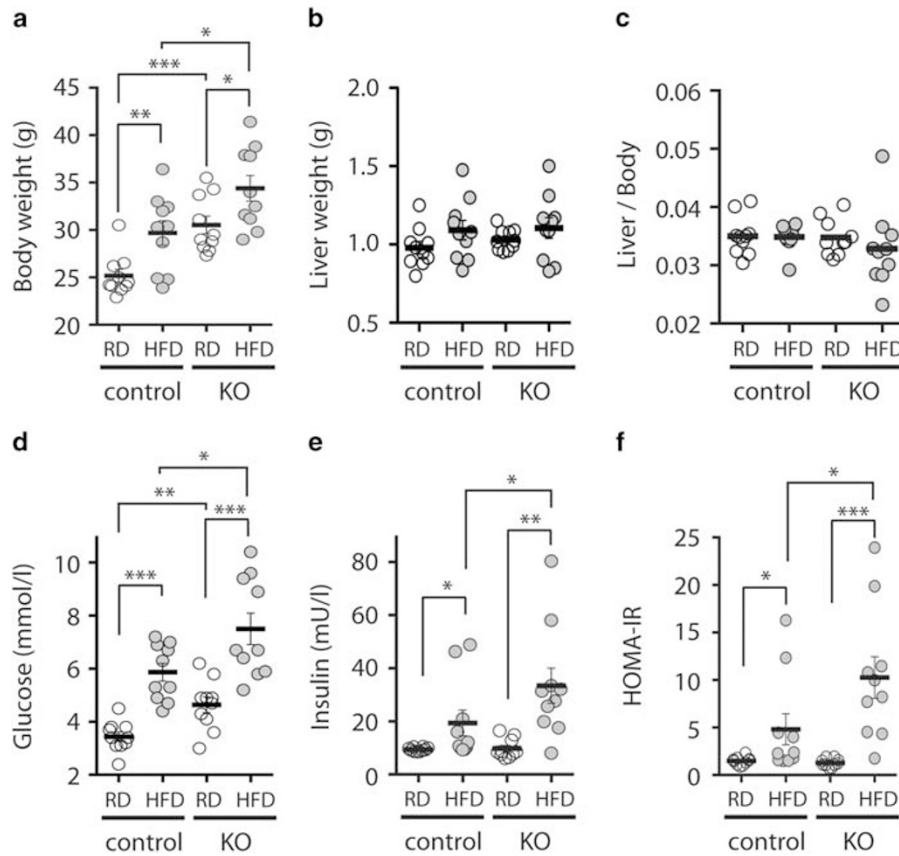 a
Body weight (g)
45
40
35
30
25
20
**
***
*
*
RD HFD RD HFD
control KO
b
Liver weight (g)
2.0
1.5
1.0
0.5
RD HFD RD HFD
control KO
c
Liver / Body
0.06
0.05
0.04
0.03
0.02
RD HFD RD HFD
control KO
d
Glucose (mmol/l)
10
8
6
4
2
***
**
***
*
RD HFD RD HFD
control KO
e
Insulin (mU/l)
80
60
40
20
0
*
**
*
RD HFD RD HFD
control KO
f
HOMA-IR
25
20
15
10
5
0
*
***
*
RD HFD RD HFD
control KO